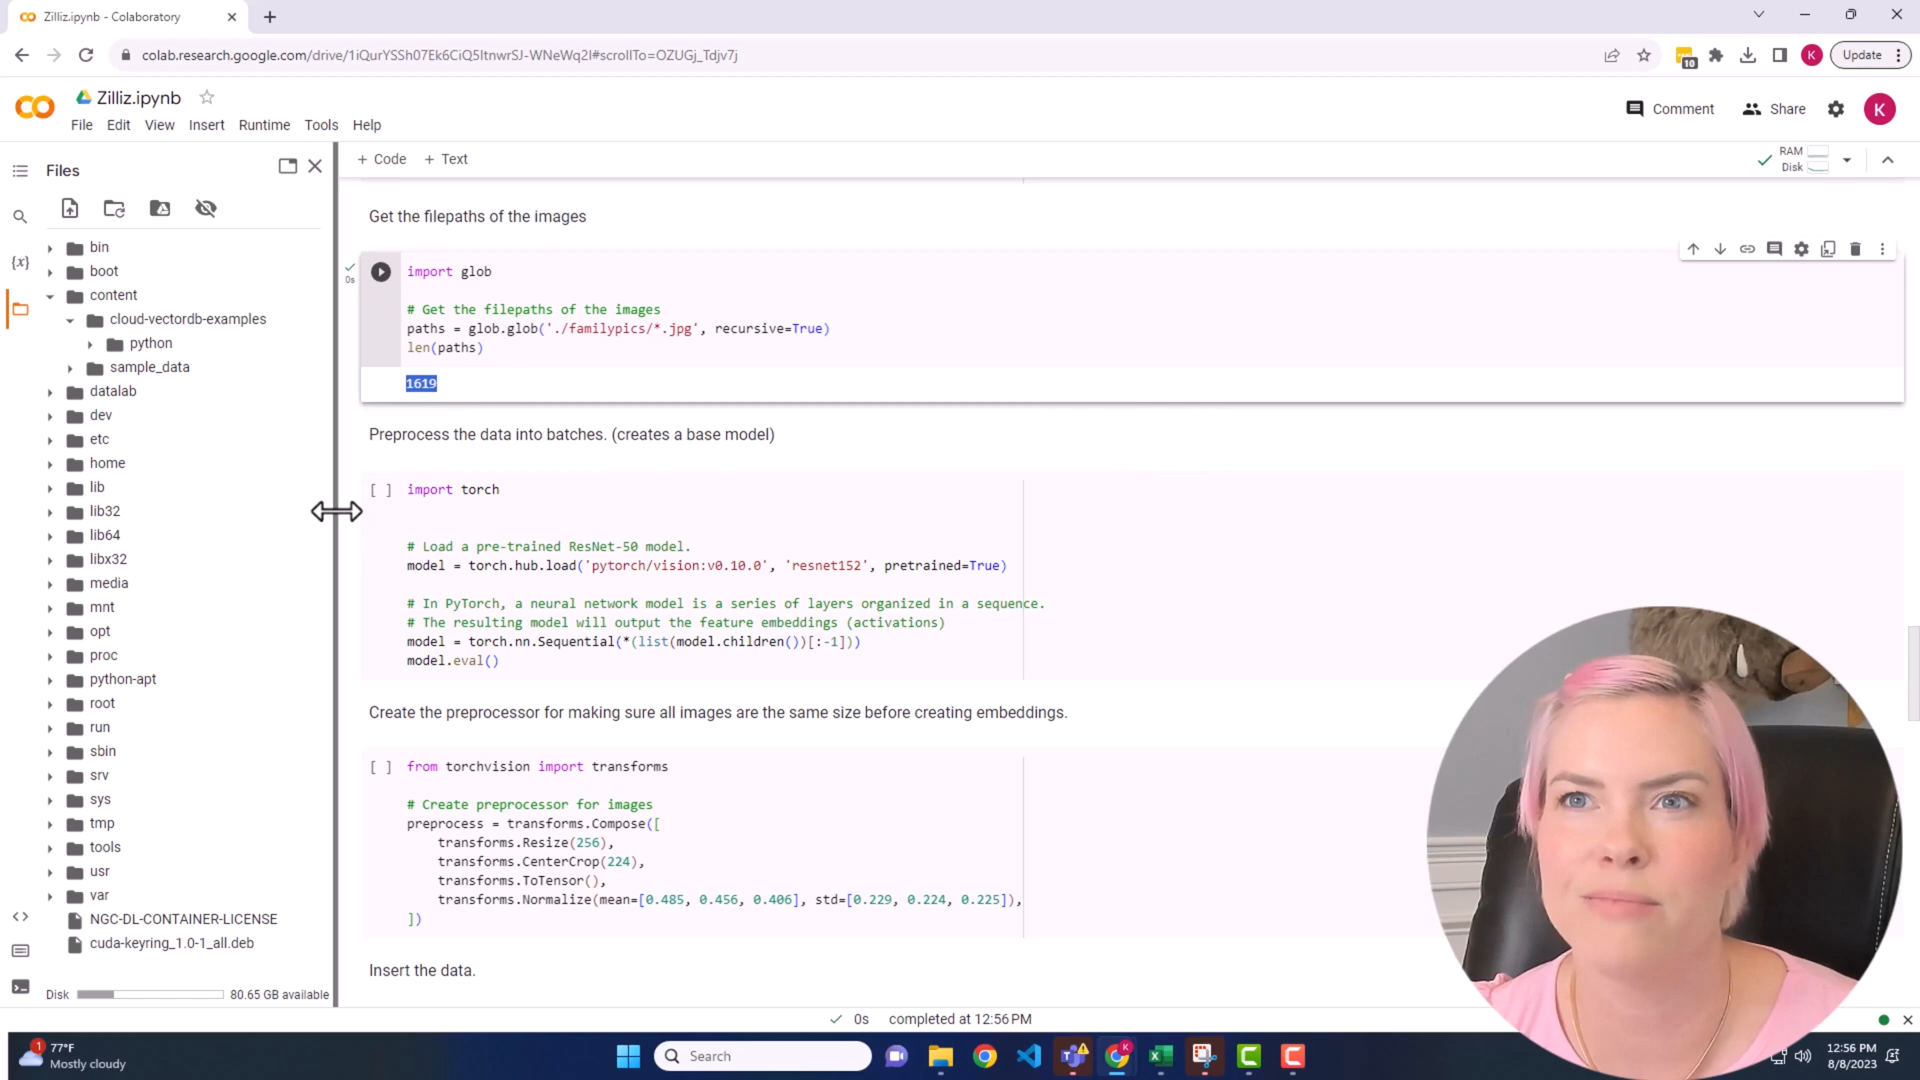 Zilliz.ipynb - Colaboratory
colab.research.google.com/drive/1iQurYSSh07Ek6CiQ5ItnwrSJ-WNeWq2I#scrollTo=OZUGj_Tdjv7j
10
K
Update
Zilliz.ipynb
File Edit View Insert Runtime Tools Help
Comment
Share
K
Files
+ Code + Text
RAM
Disk
bin
boot
content
cloud-vectordb-examples
python
sample_data
datalab
dev
etc
home
lib
lib32
lib64
libx32
media
mnt
opt
proc
python-apt
root
run
sbin
srv
sys
tmp
tools
usr
var
NGC-DL-CONTAINER-LICENSE
cuda-keyring_1.0-1_all.deb
Disk 80.65 GB available
{x}
Get the filepaths of the images
0s
import glob
# Get the filepaths of the images
paths = glob.glob('./familypics/*.jpg', recursive=True)
len(paths)
1619
Preprocess the data into batches. (creates a base model)
[ ] import torch
# Load a pre-trained ResNet-50 model.
model = torch.hub.load('pytorch/vision:v0.10.0', 'resnet152', pretrained=True)
# In PyTorch, a neural network model is a series of layers organized in a sequence.
# The resulting model will output the feature embeddings (activations)
model = torch.nn.Sequential(*(list(model.children())[:-1]))
model.eval()
Create the preprocessor for making sure all images are the same size before creating embeddings.
[ ] from torchvision import transforms
# Create preprocessor for images
preprocess = transforms.Compose([
transforms.Resize(256),
transforms.CenterCrop(224),
transforms.ToTensor(),
transforms.Normalize(mean=[0.485, 0.456, 0.406], std=[0.229, 0.224, 0.225]),
])
Insert the data.
0s completed at 12:56 PM
1
77°F
Mostly cloudy
Search
K
12:56 PM
8/8/2023